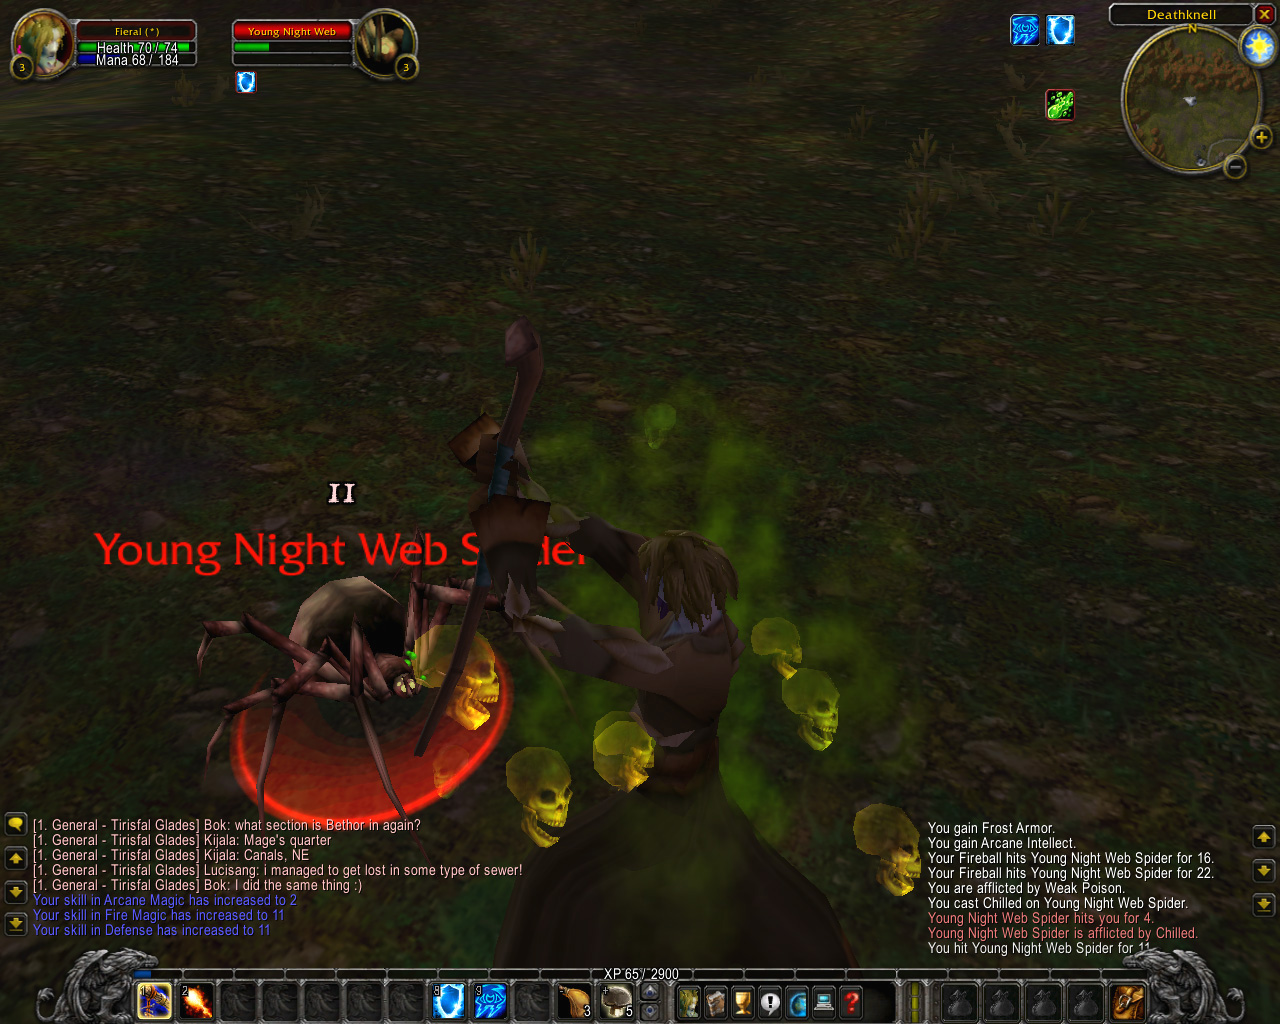 Fieral (*)
Health 70 / 74
Mana 68 / 184
3
Young Night Web
3
Deathknell
N
11
Young Night Web Spider
[1. General - Tirisfal Glades] Bok: what section is Bethor in again?
[1. General - Tirisfal Glades] Kijala: Mage's quarter
[1. General - Tirisfal Glades] Kijala: Canals, NE
[1. General - Tirisfal Glades] Lucisang: i managed to get lost in some type of sewer!
[1. General - Tirisfal Glades] Bok: I did the same thing :)
Your skill in Arcane Magic has increased to 2
Your skill in Fire Magic has increased to 11
Your skill in Defense has increased to 11
You gain Frost Armor.
You gain Arcane Intellect.
Your Fireball hits Young Night Web Spider for 16.
Your Fireball hits Young Night Web Spider for 22.
You are afflicted by Weak Poison.
You cast Chilled on Young Night Web Spider.
Young Night Web Spider hits you for 4.
Young Night Web Spider is afflicted by Chilled.
You hit Young Night Web Spider for 11.
XP 65 / 2900
1 2 8 9 3 + 5